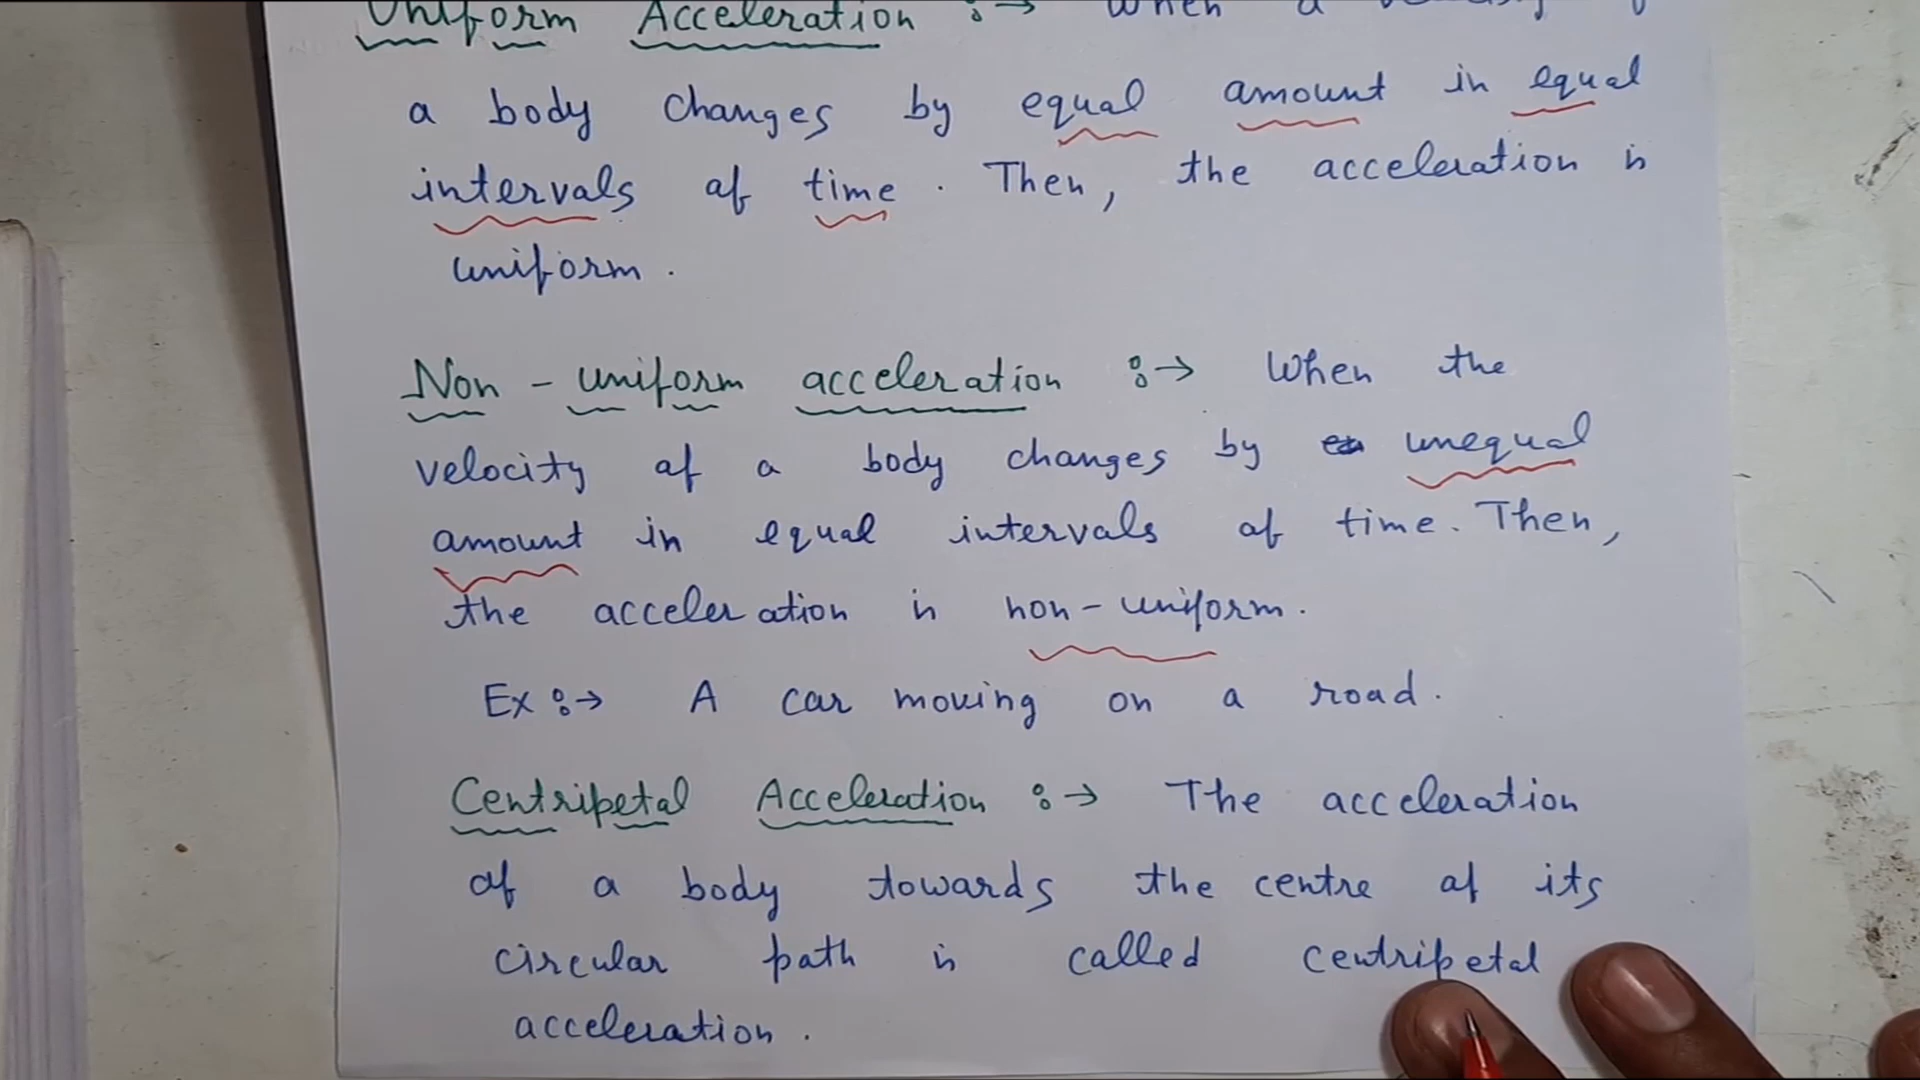 Uniform Acceleration :→ When a velocity of
a body changes by equal amount in equal
intervals of time. Then, the acceleration is
uniform.
Non-uniform acceleration :→ When the
velocity of a body changes by unequal
amount in equal intervals of time. Then,
the acceleration is non-uniform.
Ex :→ A car moving on a road.
Centripetal Acceleration :→ The acceleration
of a body towards the centre of its
circular path is called centripetal
acceleration.